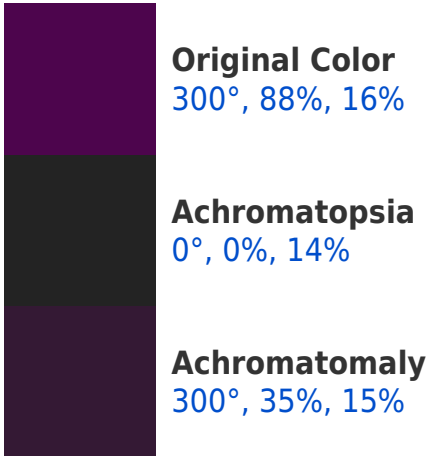 Original Color
300°, 88%, 16%
Achromatopsia
0°, 0%, 14%
Achromatomaly
300°, 35%, 15%